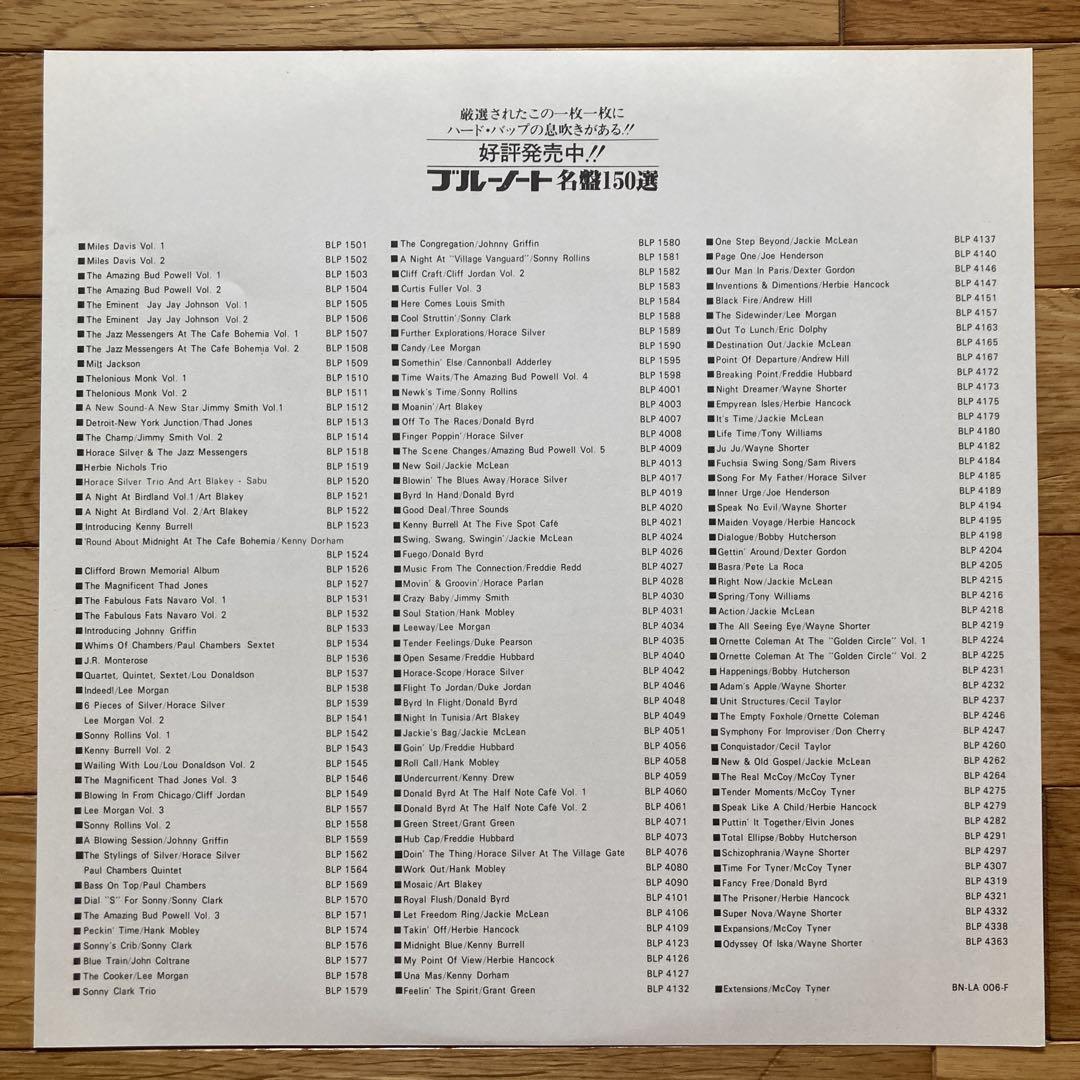 厳選されたこの一枚一枚に
ハード・バップの息吹きがある!!
好評発売中!!
ブルーノート名盤150選
■Miles Davis Vol. 1 BLP 1501
■Miles Davis Vol. 2 BLP 1502
■The Amazing Bud Powell Vol. 1 BLP 1503
■The Amazing Bud Powell Vol. 2 BLP 1504
■The Eminent Jay Jay Johnson Vol. 1 BLP 1505
■The Eminent Jay Jay Johnson Vol. 2 BLP 1506
■The Jazz Messengers At The Cafe Bohemia Vol. 1 BLP 1507
■The Jazz Messengers At The Cafe Bohemia Vol. 2 BLP 1508
■Milt Jackson BLP 1509
■Thelonious Monk Vol. 1 BLP 1510
■Thelonious Monk Vol. 2 BLP 1511
■A New Sound-A New Star/Jimmy Smith Vol.1 BLP 1512
■Detroit-New York Junction/Thad Jones BLP 1513
■The Champ/Jimmy Smith Vol. 2 BLP 1514
■Horace Silver & The Jazz Messengers BLP 1518
■Herbie Nichols Trio BLP 1519
■Horace Silver Trio And Art Blakey - Sabu BLP 1520
■A Night At Birdland Vol.1/Art Blakey BLP 1521
■A Night At Birdland Vol. 2/Art Blakey BLP 1522
■Introducing Kenny Burrell BLP 1523
■'Round About Midnight At The Cafe Bohemia/Kenny Dorham
BLP 1524
■Clifford Brown Memorial Album BLP 1526
■The Magnificent Thad Jones BLP 1527
■The Fabulous Fats Navaro Vol. 1 BLP 1531
■The Fabulous Fats Navaro Vol. 2 BLP 1532
■Introducing Johnny Griffin BLP 1533
■Whims Of Chambers/Paul Chambers Sextet BLP 1534
■J.R. Monterose BLP 1536
■Quartet, Quintet, Sextet/Lou Donaldson BLP 1537
■Indeed!/Lee Morgan BLP 1538
■6 Pieces of Silver/Horace Silver BLP 1539
Lee Morgan Vol. 2 BLP 1541
■Sonny Rollins Vol. 1 BLP 1542
■Kenny Burrell Vol. 2 BLP 1543
■Wailing With Lou/Lou Donaldson Vol. 2 BLP 1545
■The Magnificent Thad Jones Vol. 3 BLP 1546
■Blowing In From Chicago/Cliff Jordan BLP 1549
■Lee Morgan Vol. 3 BLP 1557
■Sonny Rollins Vol. 2 BLP 1558
■A Blowing Session/Johnny Griffin BLP 1559
■The Stylings of Silver/Horace Silver BLP 1562
Paul Chambers Quintet BLP 1564
■Bass On Top/Paul Chambers BLP 1569
■Dial "S" For Sonny/Sonny Clark BLP 1570
■The Amazing Bud Powell Vol. 3 BLP 1571
■Peckin' Time/Hank Mobley BLP 1574
■Sonny's Crib/Sonny Clark BLP 1576
■Blue Train/John Coltrane BLP 1577
■The Cooker/Lee Morgan BLP 1578
■Sonny Clark Trio BLP 1579
■The Congregation/Johnny Griffin BLP 1580
■A Night At "Village Vanguard"/Sonny Rollins BLP 1581
■Cliff Craft/Cliff Jordan Vol. 2 BLP 1582
■Curtis Fuller Vol. 3 BLP 1583
■Here Comes Louis Smith BLP 1584
■Cool Struttin'/Sonny Clark BLP 1588
■Further Explorations/Horace Silver BLP 1589
■Candy/Lee Morgan BLP 1590
■Somethin' Else/Cannonball Adderley BLP 1595
■Time Waits/The Amazing Bud Powell Vol. 4 BLP 1598
■Newk's Time/Sonny Rollins BLP 4001
■Moanin'/Art Blakey BLP 4003
■Off To The Races/Donald Byrd BLP 4007
■Finger Poppin'/Horace Silver BLP 4008
■The Scene Changes/Amazing Bud Powell Vol. 5 BLP 4009
■New Soil/Jackie McLean BLP 4013
■Blowin' The Blues Away/Horace Silver BLP 4017
■Byrd In Hand/Donald Byrd BLP 4019
■Good Deal/Three Sounds BLP 4020
■Kenny Burrell At The Five Spot Café BLP 4021
■Swing, Swang, Swingin'/Jackie McLean BLP 4024
■Fuego/Donald Byrd BLP 4026
■Music From The Connection/Freddie Redd BLP 4027
■Movin' & Groovin'/Horace Parlan BLP 4028
■Crazy Baby/Jimmy Smith BLP 4030
■Soul Station/Hank Mobley BLP 4031
■Leeway/Lee Morgan BLP 4034
■Tender Feelings/Duke Pearson BLP 4035
■Open Sesame/Freddie Hubbard BLP 4040
■Horace-Scope/Horace Silver BLP 4042
■Flight To Jordan/Duke Jordan BLP 4046
■Byrd In Flight/Donald Byrd BLP 4048
■Night In Tunisia/Art Blakey BLP 4049
■Jackie's Bag/Jackie McLean BLP 4051
■Goin' Up/Freddie Hubbard BLP 4056
■Roll Call/Hank Mobley BLP 4058
■Undercurrent/Kenny Drew BLP 4059
■Donald Byrd At The Half Note Café Vol. 1 BLP 4060
■Donald Byrd At The Half Note Café Vol. 2 BLP 4061
■Green Street/Grant Green BLP 4071
■Hub Cap/Freddie Hubbard BLP 4073
■Doin' The Thing/Horace Silver At The Village Gate BLP 4076
■Work Out/Hank Mobley BLP 4080
■Mosaic/Art Blakey BLP 4090
■Royal Flush/Donald Byrd BLP 4101
■Let Freedom Ring/Jackie McLean BLP 4106
■Takin' Off/Herbie Hancock BLP 4109
■Midnight Blue/Kenny Burrell BLP 4123
■My Point Of View/Herbie Hancock BLP 4126
■Una Mas/Kenny Dorham BLP 4127
■Feelin' The Spirit/Grant Green BLP 4132
■One Step Beyond/Jackie McLean BLP 4137
■Page One/Joe Henderson BLP 4140
■Our Man In Paris/Dexter Gordon BLP 4146
■Inventions & Dimentions/Herbie Hancock BLP 4147
■Black Fire/Andrew Hill BLP 4151
■The Sidewinder/Lee Morgan BLP 4157
■Out To Lunch/Eric Dolphy BLP 4163
■Destination Out/Jackie McLean BLP 4165
■Point Of Departure/Andrew Hill BLP 4167
■Breaking Point/Freddie Hubbard BLP 4172
■Night Dreamer/Wayne Shorter BLP 4173
■Empyrean Isles/Herbie Hancock BLP 4175
■It's Time/Jackie McLean BLP 4179
■Life Time/Tony Williams BLP 4180
■Ju Ju/Wayne Shorter BLP 4182
■Fuchsia Swing Song/Sam Rivers BLP 4184
■Song For My Father/Horace Silver BLP 4185
■Inner Urge/Joe Henderson BLP 4189
■Speak No Evil/Wayne Shorter BLP 4194
■Maiden Voyage/Herbie Hancock BLP 4195
■Dialogue/Bobby Hutcherson BLP 4198
■Gettin' Around/Dexter Gordon BLP 4204
■Basra/Pete La Roca BLP 4205
■Right Now/Jackie McLean BLP 4215
■Spring/Tony Williams BLP 4216
■Action/Jackie McLean BLP 4218
■The All Seeing Eye/Wayne Shorter BLP 4219
■Ornette Coleman At The "Golden Circle" Vol. 1 BLP 4224
■Ornette Coleman At The "Golden Circle" Vol. 2 BLP 4225
■Happenings/Bobby Hutcherson BLP 4231
■Adam's Apple/Wayne Shorter BLP 4232
■Unit Structures/Cecil Taylor BLP 4237
■The Empty Foxhole/Ornette Coleman BLP 4246
■Symphony For Improviser/Don Cherry BLP 4247
■Conquistador/Cecil Taylor BLP 4260
■New & Old Gospel/Jackie McLean BLP 4262
■The Real McCoy/McCoy Tyner BLP 4264
■Tender Moments/McCoy Tyner BLP 4275
■Speak Like A Child/Herbie Hancock BLP 4279
■Puttin' It Together/Elvin Jones BLP 4282
■Total Ellipse/Bobby Hutcherson BLP 4291
■Schizophrania/Wayne Shorter BLP 4297
■Time For Tyner/McCoy Tyner BLP 4307
■Fancy Free/Donald Byrd BLP 4319
■The Prisoner/Herbie Hancock BLP 4321
■Super Nova/Wayne Shorter BLP 4332
■Expansions/McCoy Tyner BLP 4338
■Odyssey Of Iska/Wayne Shorter BLP 4363
■Extensions/McCoy Tyner BN-LA 006-F